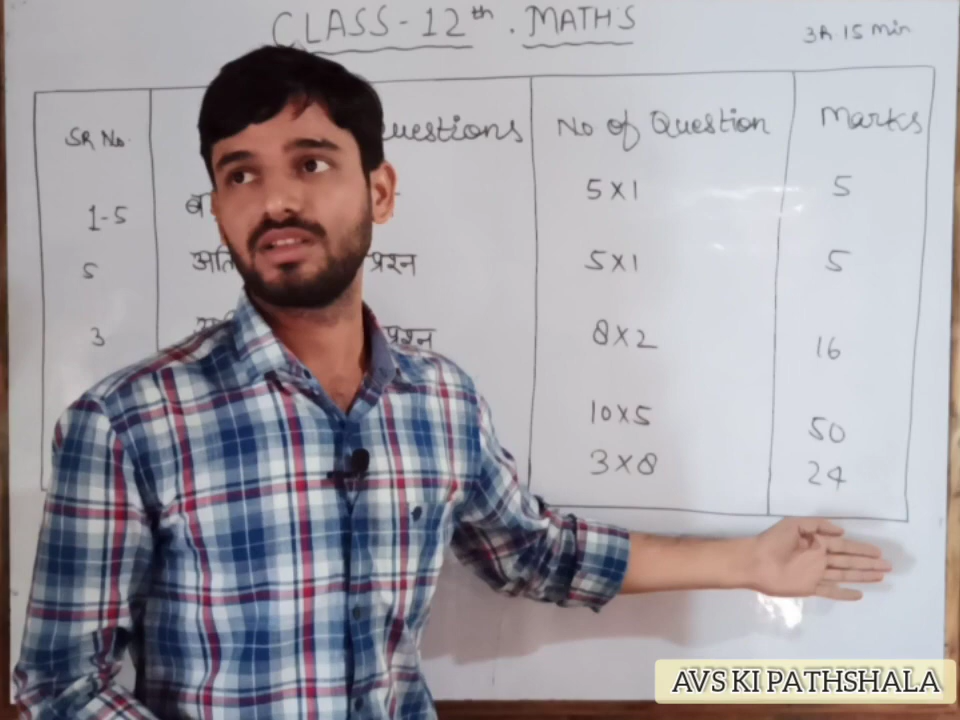 CLASS-12th. MATHS
3h.15 min
SR No. uestions No of Question Marks
1-5 ब 5X1 5
5 अति प्रश्न 5X1 5
3 प्रश्न 8X2 16
10X5 50
3X8 24
AVS KI PATHSHALA